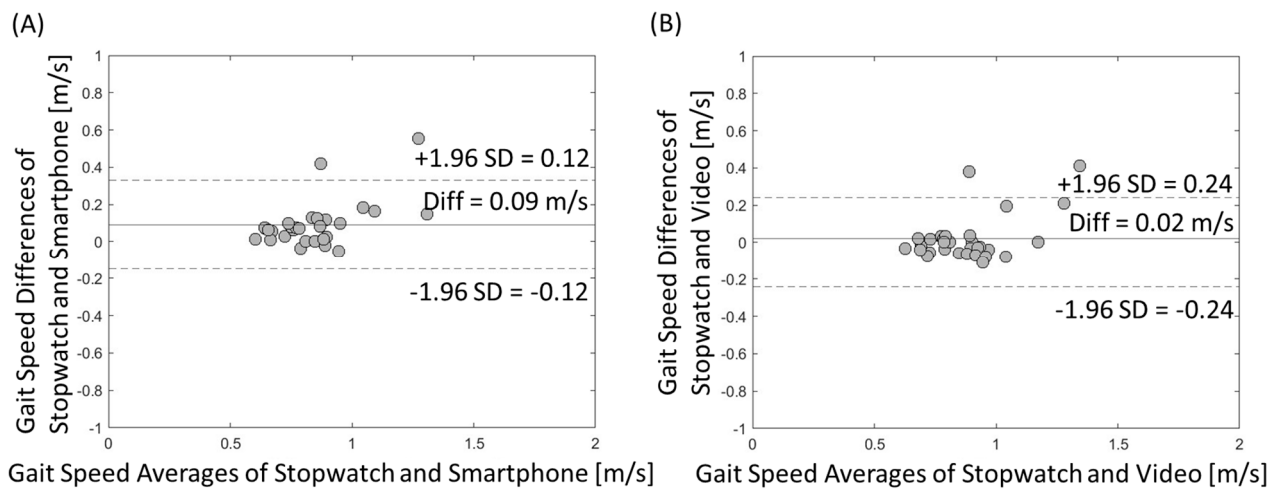 (A)
Gait Speed Differences of
Stopwatch and Smartphone [m/s]
1
0.8
0.6
0.4
0.2
0
-0.2
-0.4
-0.6
-0.8
-1
+1.96 SD = 0.12
Diff = 0.09 m/s
-1.96 SD = -0.12
0 0.5 1 1.5 2
Gait Speed Averages of Stopwatch and Smartphone [m/s]
(B)
Gait Speed Differences of
Stopwatch and Video [m/s]
1
0.8
0.6
0.4
0.2
0
-0.2
-0.4
-0.6
-0.8
-1
+1.96 SD = 0.24
Diff = 0.02 m/s
-1.96 SD = -0.24
0 0.5 1 1.5 2
Gait Speed Averages of Stopwatch and Video [m/s]